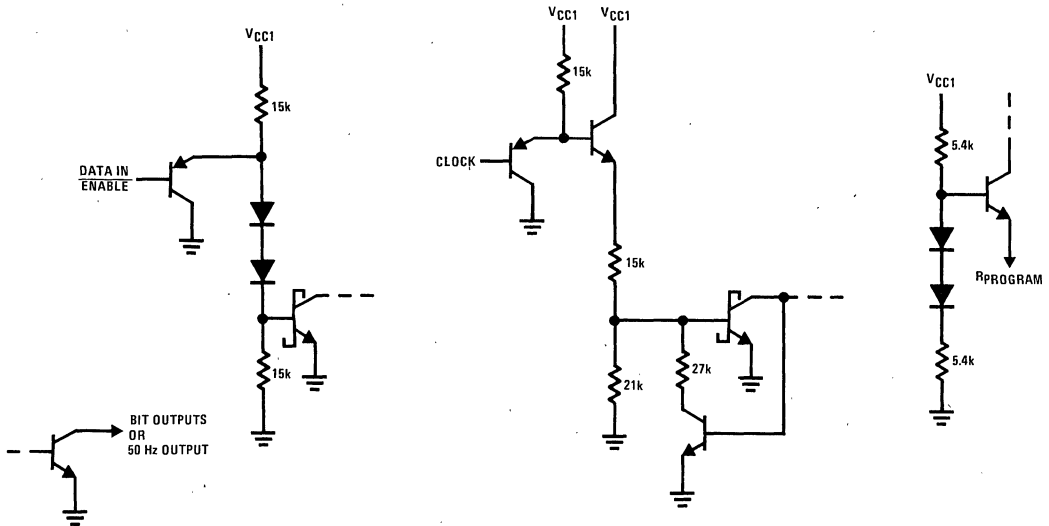 VCC1
15k
DATA IN
ENABLE
15k
BIT OUTPUTS
OR
50 Hz OUTPUT
VCC1
VCC1
15k
CLOCK
15k
21k
27k
VCC1
5.4k
RPROGRAM
5.4k